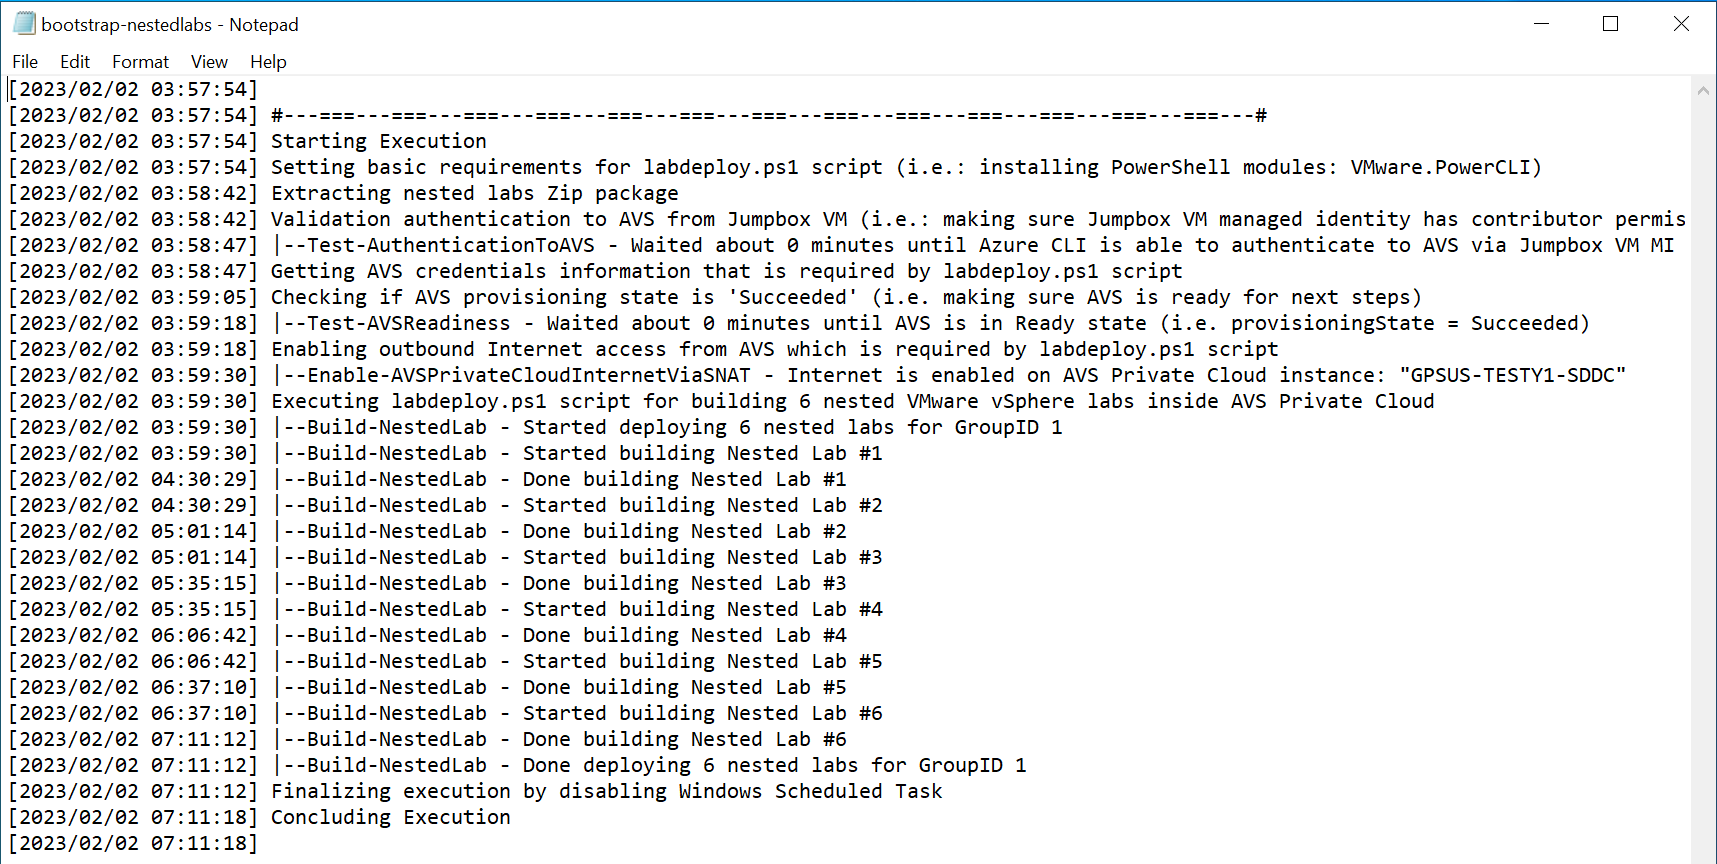 bootstrap-nestedlabs - Notepad
File Edit Format View Help
[2023/02/02 03:57:54]
[2023/02/02 03:57:54] #---===---===---===---===---===---===---===---===---===---===---===---===---===---#
[2023/02/02 03:57:54] Starting Execution
[2023/02/02 03:57:54] Setting basic requirements for labdeploy.ps1 script (i.e.: installing PowerShell modules: VMware.PowerCLI)
[2023/02/02 03:58:42] Extracting nested labs Zip package
[2023/02/02 03:58:42] Validation authentication to AVS from Jumpbox VM (i.e.: making sure Jumpbox VM managed identity has contributor permis
[2023/02/02 03:58:47] |--Test-AuthenticationToAVS - Waited about 0 minutes until Azure CLI is able to authenticate to AVS via Jumpbox VM MI
[2023/02/02 03:58:47] Getting AVS credentials information that is required by labdeploy.ps1 script
[2023/02/02 03:59:05] Checking if AVS provisioning state is 'Succeeded' (i.e. making sure AVS is ready for next steps)
[2023/02/02 03:59:18] |--Test-AVSReadiness - Waited about 0 minutes until AVS is in Ready state (i.e. provisioningState = Succeeded)
[2023/02/02 03:59:18] Enabling outbound Internet access from AVS which is required by labdeploy.ps1 script
[2023/02/02 03:59:30] |--Enable-AVSPrivateCloudInternetViaSNAT - Internet is enabled on AVS Private Cloud instance: "GPSUS-TESTY1-SDDC"
[2023/02/02 03:59:30] Executing labdeploy.ps1 script for building 6 nested VMware vSphere labs inside AVS Private Cloud
[2023/02/02 03:59:30] |--Build-NestedLab - Started deploying 6 nested labs for GroupID 1
[2023/02/02 03:59:30] |--Build-NestedLab - Started building Nested Lab #1
[2023/02/02 04:30:29] |--Build-NestedLab - Done building Nested Lab #1
[2023/02/02 04:30:29] |--Build-NestedLab - Started building Nested Lab #2
[2023/02/02 05:01:14] |--Build-NestedLab - Done building Nested Lab #2
[2023/02/02 05:01:14] |--Build-NestedLab - Started building Nested Lab #3
[2023/02/02 05:35:15] |--Build-NestedLab - Done building Nested Lab #3
[2023/02/02 05:35:15] |--Build-NestedLab - Started building Nested Lab #4
[2023/02/02 06:06:42] |--Build-NestedLab - Done building Nested Lab #4
[2023/02/02 06:06:42] |--Build-NestedLab - Started building Nested Lab #5
[2023/02/02 06:37:10] |--Build-NestedLab - Done building Nested Lab #5
[2023/02/02 06:37:10] |--Build-NestedLab - Started building Nested Lab #6
[2023/02/02 07:11:12] |--Build-NestedLab - Done building Nested Lab #6
[2023/02/02 07:11:12] |--Build-NestedLab - Done deploying 6 nested labs for GroupID 1
[2023/02/02 07:11:12] Finalizing execution by disabling Windows Scheduled Task
[2023/02/02 07:11:18] Concluding Execution
[2023/02/02 07:11:18]